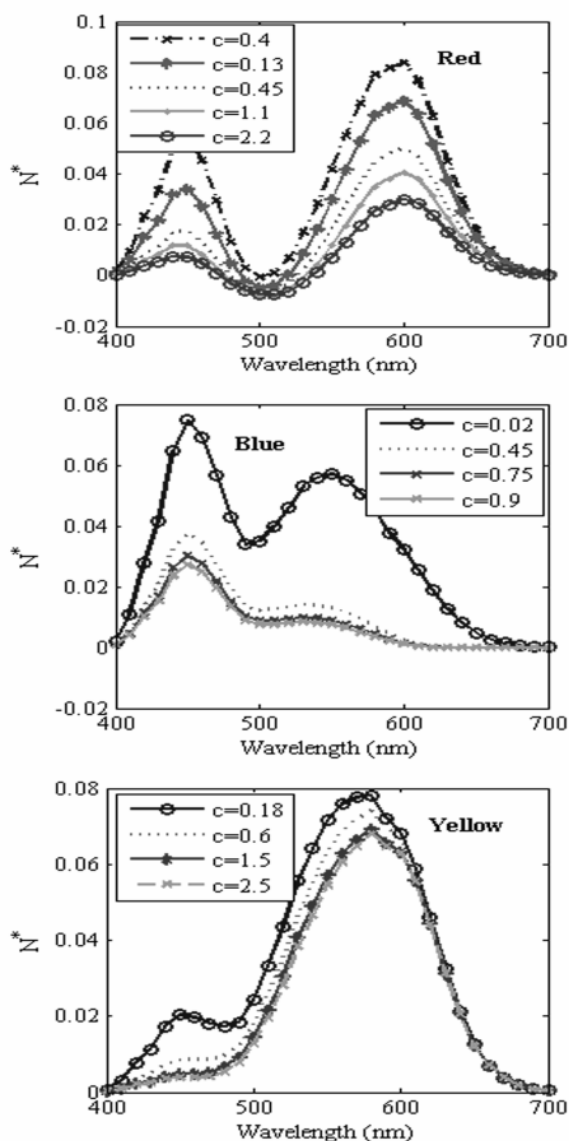 0.1
0.08
0.06
0.04
0.02
0
-0.02
N*
c=0.4
c=0.13
c=0.45
c=1.1
c=2.2
Red
400 500 600 700
Wavelength (nm)
0.08
0.06
0.04
0.02
0
-0.02
N*
Blue
c=0.02
c=0.45
c=0.75
c=0.9
400 500 600 700
Wavelength (nm)
0.08
0.06
0.04
0.02
0
N*
c=0.18
c=0.6
c=1.5
c=2.5
Yellow
400 500 600 700
Wavelength (nm)